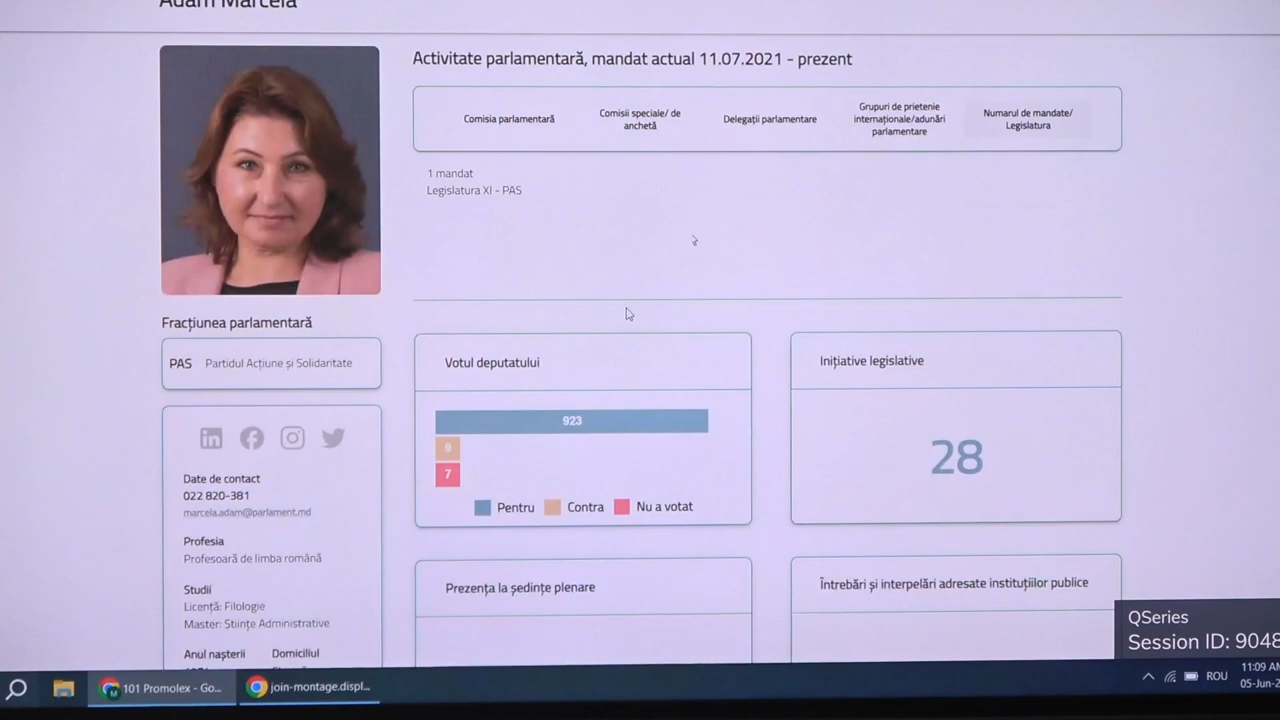 Adam Marcela
Activitate parlamentară, mandat actual 11.07.2021 - prezent
Comisia parlamentară
Comisii speciale/ de
anchetă
Delegații parlamentare
Grupuri de prietenie
internaționale/adunări
parlamentare
Numarul de mandate/
Legislatura
1 mandat
Legislatura XI - PAS
Fracțiunea parlamentară
PAS Partidul Acțiune și Solidaritate
Votul deputatului
923
9
7
Pentru Contra Nu a votat
Inițiative legislative
28
Date de contact
022 820-381
marcela.adam@parlament.md
Profesia
Profesoară de limba română
Studii
Licență: Filologie
Master: Științe Administrative
Anul nașterii Domiciliul
Prezența la ședințe plenare
Întrebări și interpelări adresate instituțiilor publice
QSeries
Session ID: 9048
101 Promolex - Go...
join-montage.displ...
ROU
11:09 AM
05-Jun-2